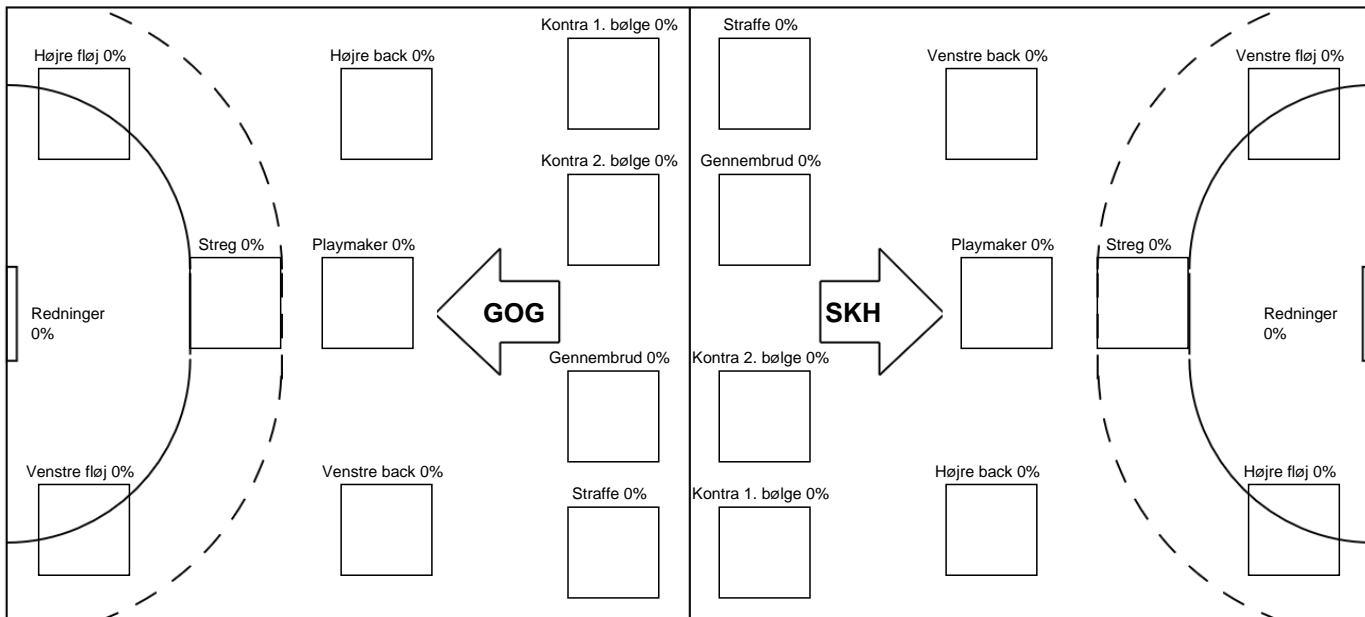 Kontra 1. bølge 0%
Straffe 0%
Højre fløj 0%
Højre back 0%
Venstre back 0%
Venstre fløj 0%
Kontra 2. bølge 0%
Gennembrud 0%
Streg 0%
Playmaker 0%
Playmaker 0%
Streg 0%
Redninger
0%
GOG
SKH
Redninger
0%
Gennembrud 0%
Kontra 2. bølge 0%
Venstre fløj 0%
Venstre back 0%
Højre back 0%
Højre fløj 0%
Straffe 0%
Kontra 1. bølge 0%